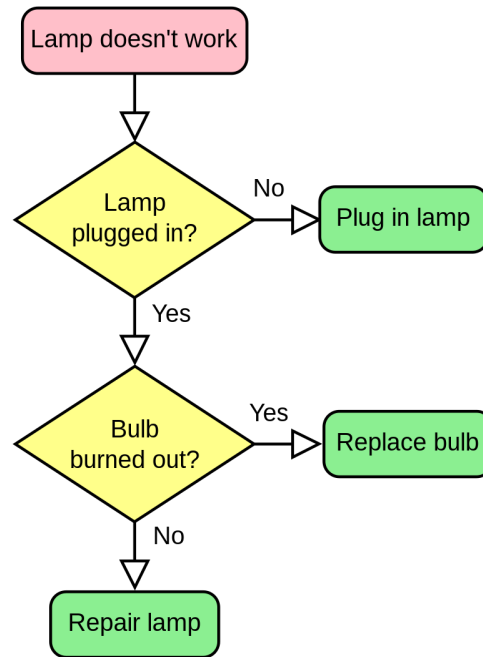 Lamp doesn't work
Lamp
plugged in?
No
Plug in lamp
Yes
Bulb
burned out?
Yes
Replace bulb
No
Repair lamp